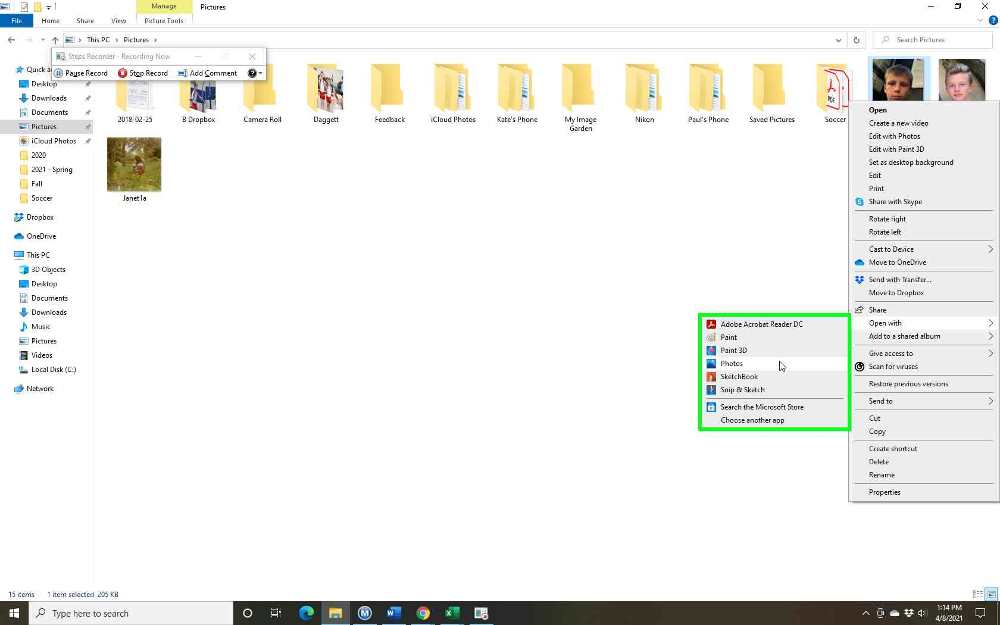 Manage
Pictures
File
Home
Share
View
Picture Tools
This PC
Pictures
Search Pictures
Steps Recorder - Recording Now
Pause Record
Stop Record
Add Comment
Quick a
Desktop
Downloads
Documents
Pictures
iCloud Photos
2020
2021 - Spring
Fall
Soccer
Dropbox
OneDrive
This PC
3D Objects
Desktop
Documents
Downloads
Music
Pictures
Videos
Local Disk (C:)
Network
2018-02-25
B Dropbox
Camera Roll
Daggett
Feedback
iCloud Photos
Kate's Phone
My Image
Garden
Nikon
Paul's Phone
Saved Pictures
PDF
Soccer
Janet1a
Open
Create a new video
Edit with Photos
Edit with Paint 3D
Set as desktop background
Edit
Print
Share with Skype
Rotate right
Rotate left
Cast to Device
Move to OneDrive
Send with Transfer...
Move to Dropbox
Share
Open with
Add to a shared album
Give access to
Scan for viruses
Restore previous versions
Send to
Cut
Copy
Create shortcut
Delete
Rename
Properties
Adobe Acrobat Reader DC
Paint
Paint 3D
Photos
SketchBook
Snip & Sketch
Search the Microsoft Store
Choose another app
15 items
1 item selected 205 KB
Type here to search
1:14 PM
4/8/2021